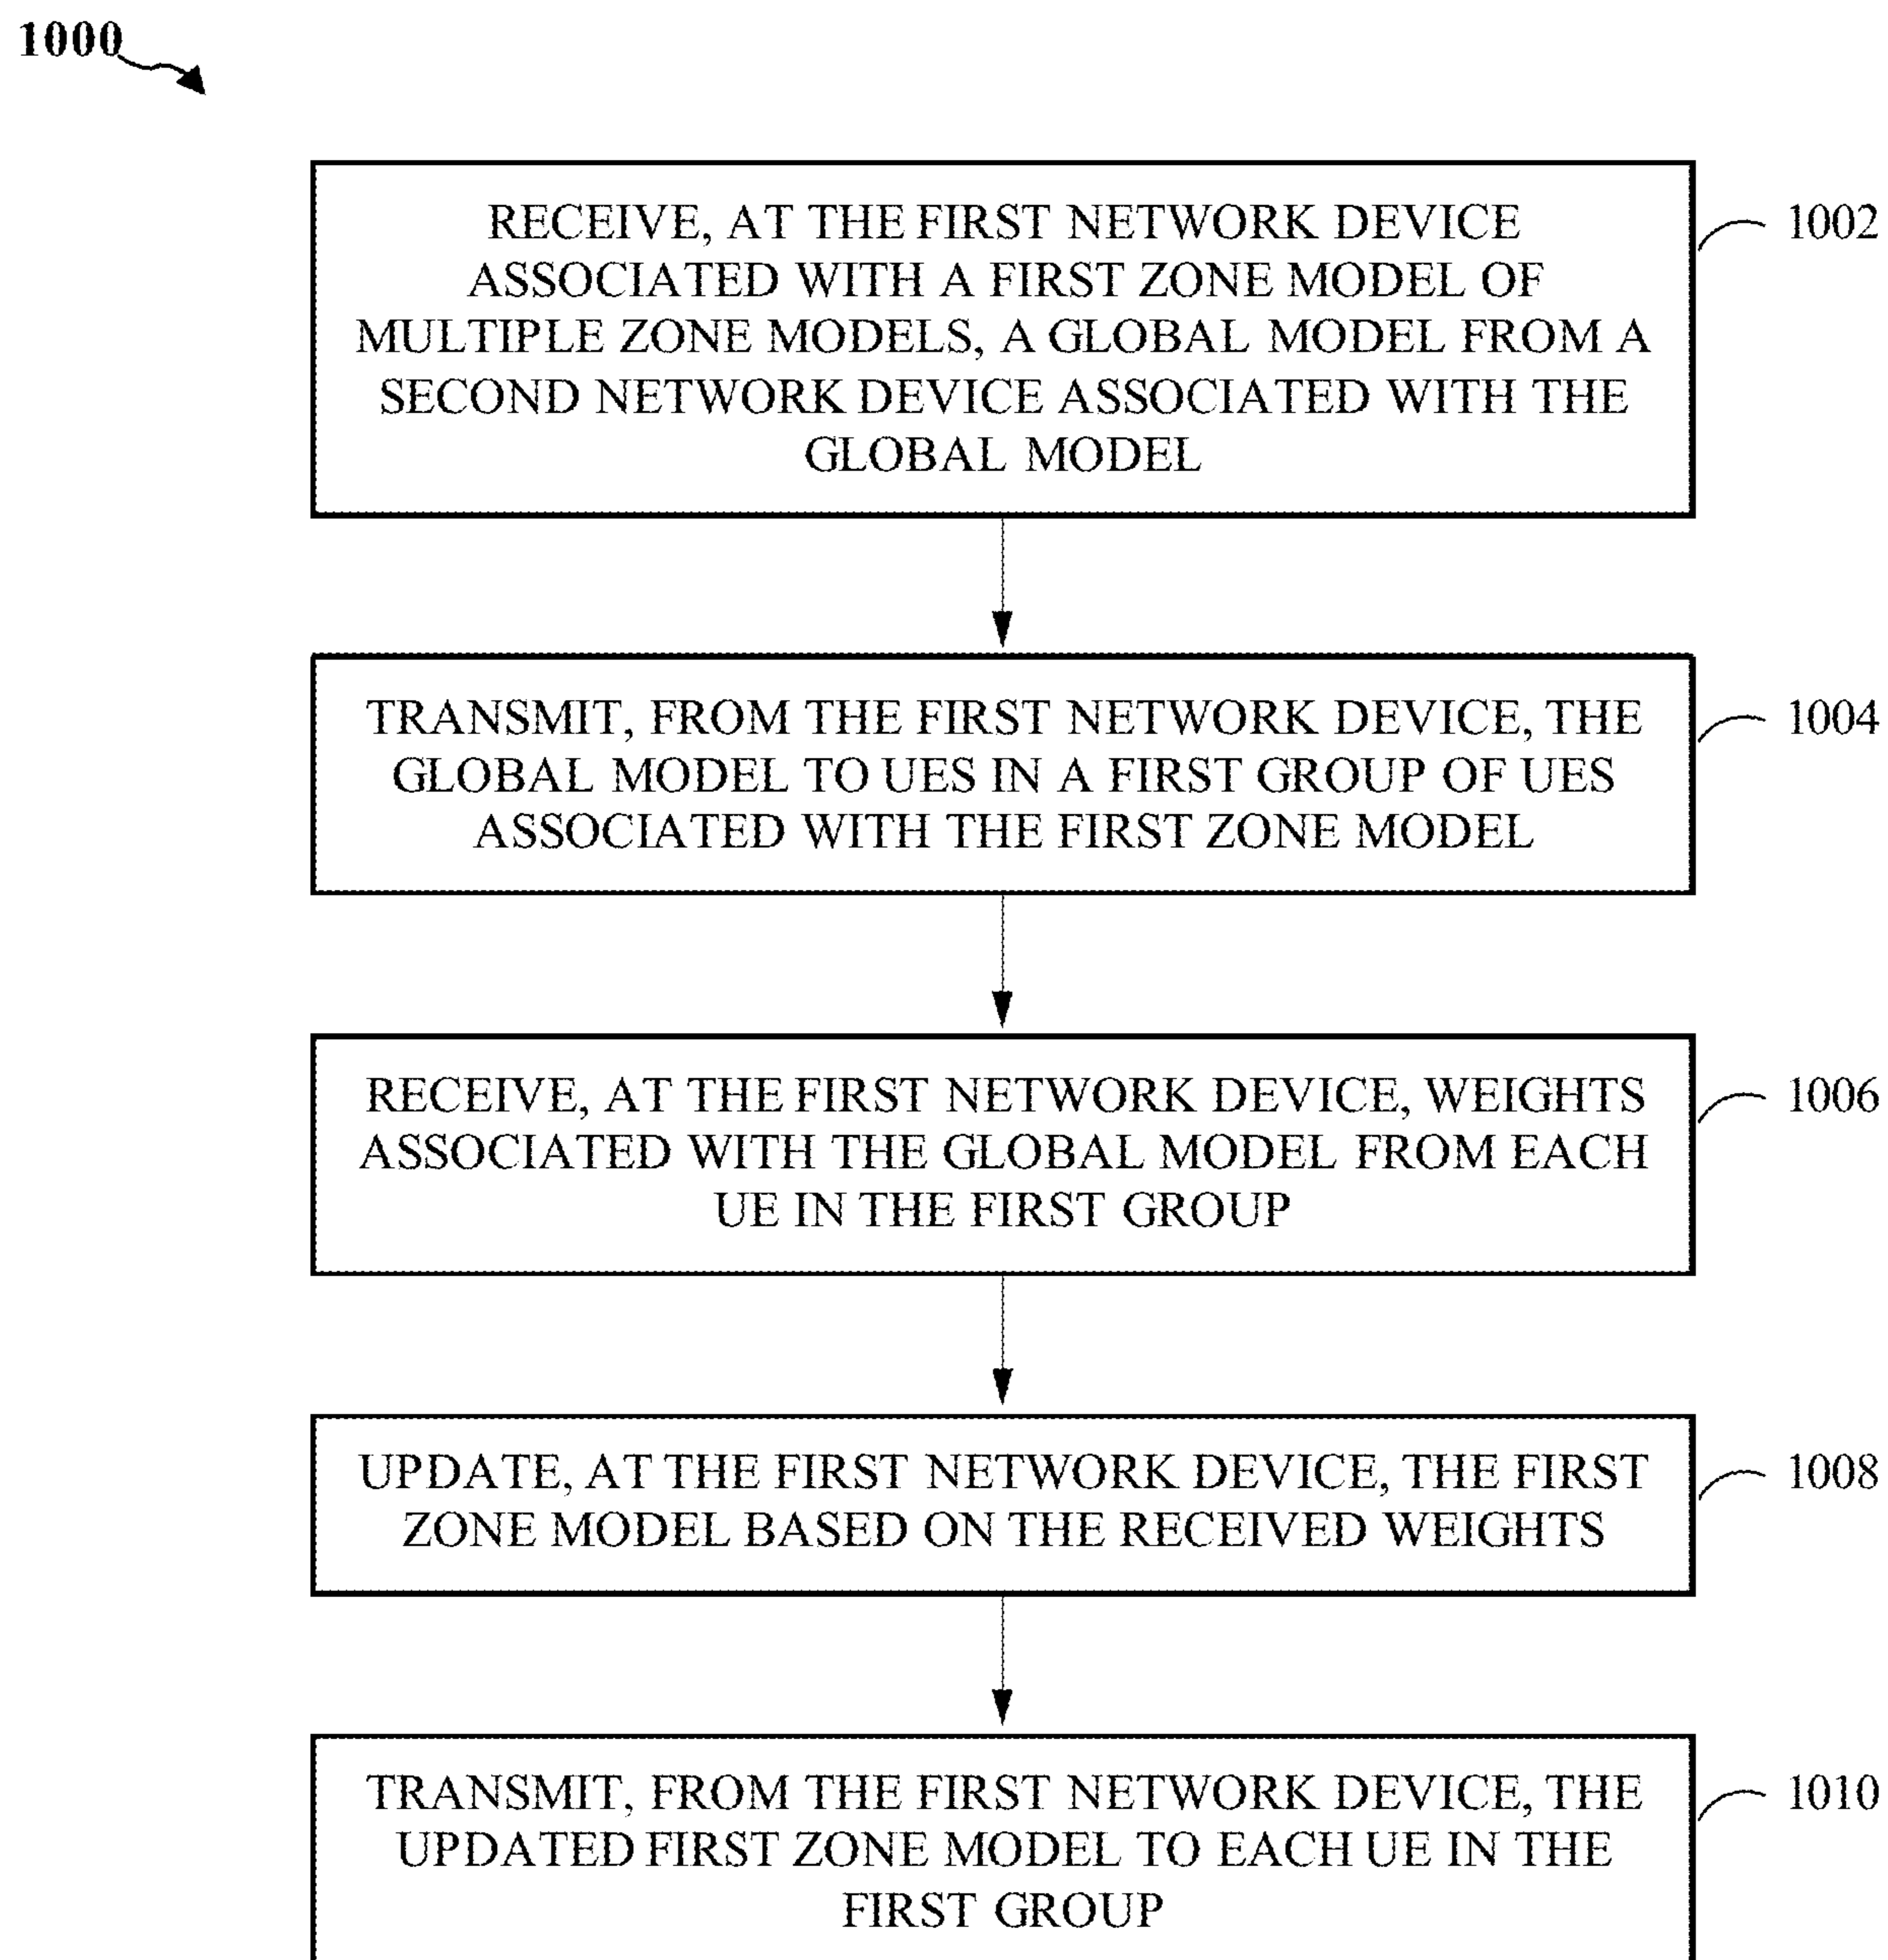 1000
RECEIVE, AT THE FIRST NETWORK DEVICE
ASSOCIATED WITH A FIRST ZONE MODEL OF
MULTIPLE ZONE MODELS, A GLOBAL MODEL FROM A
SECOND NETWORK DEVICE ASSOCIATED WITH THE
GLOBAL MODEL
1002
TRANSMIT, FROM THE FIRST NETWORK DEVICE, THE
GLOBAL MODEL TO UES IN A FIRST GROUP OF UES
ASSOCIATED WITH THE FIRST ZONE MODEL
1004
RECEIVE, AT THE FIRST NETWORK DEVICE, WEIGHTS
ASSOCIATED WITH THE GLOBAL MODEL FROM EACH
UE IN THE FIRST GROUP
1006
UPDATE, AT THE FIRST NETWORK DEVICE, THE FIRST
ZONE MODEL BASED ON THE RECEIVED WEIGHTS
1008
TRANSMIT, FROM THE FIRST NETWORK DEVICE, THE
UPDATED FIRST ZONE MODEL TO EACH UE IN THE
FIRST GROUP
1010